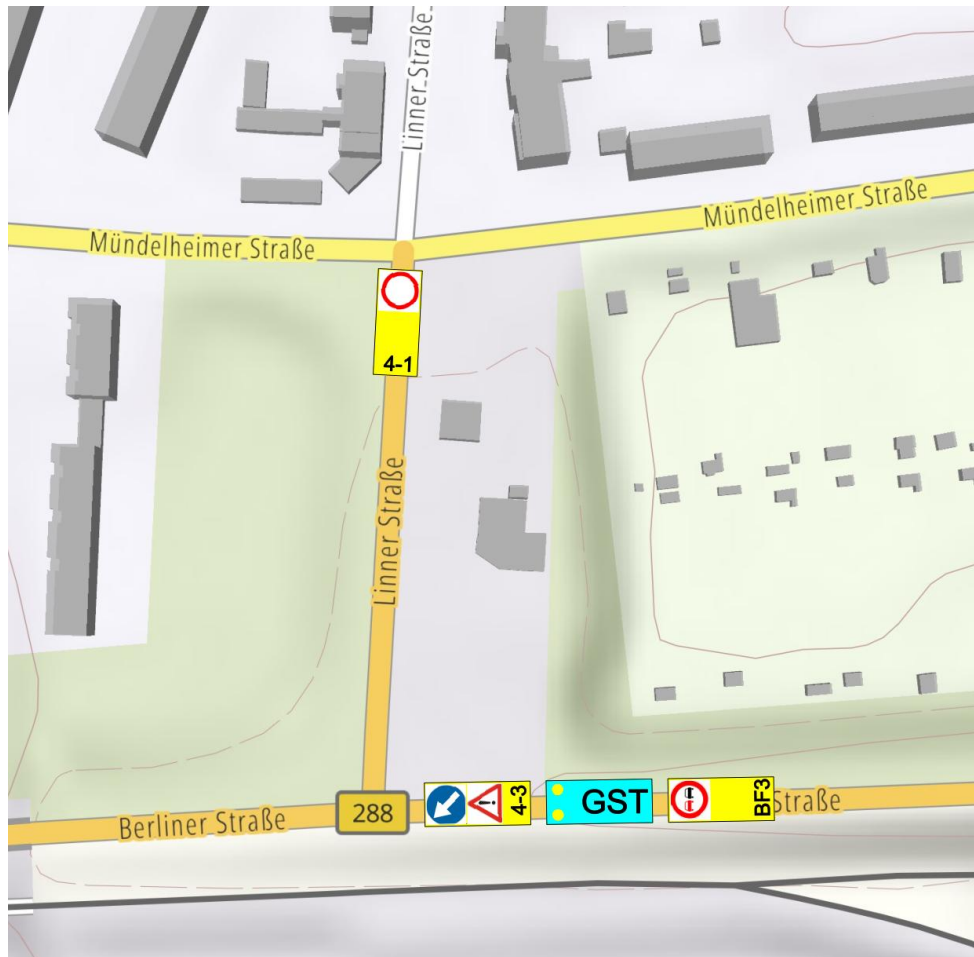 Linner Straße
Mündelheimer Straße
Mündelheimer Straße
4-1
Linner Straße
Berliner Straße
288
4-3
GST
BF3
Straße